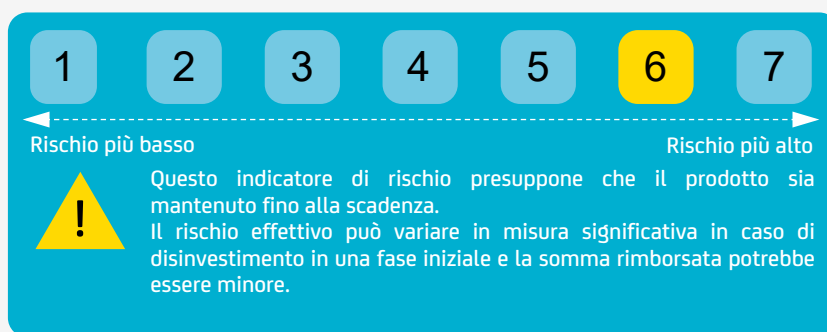 1 2 3 4 5 6 7
Rischio più basso Rischio più alto
Questo indicatore di rischio presuppone che il prodotto sia
mantenuto fino alla scadenza.
Il rischio effettivo può variare in misura significativa in caso di
disinvestimento in una fase iniziale e la somma rimborsata potrebbe
essere minore.
!